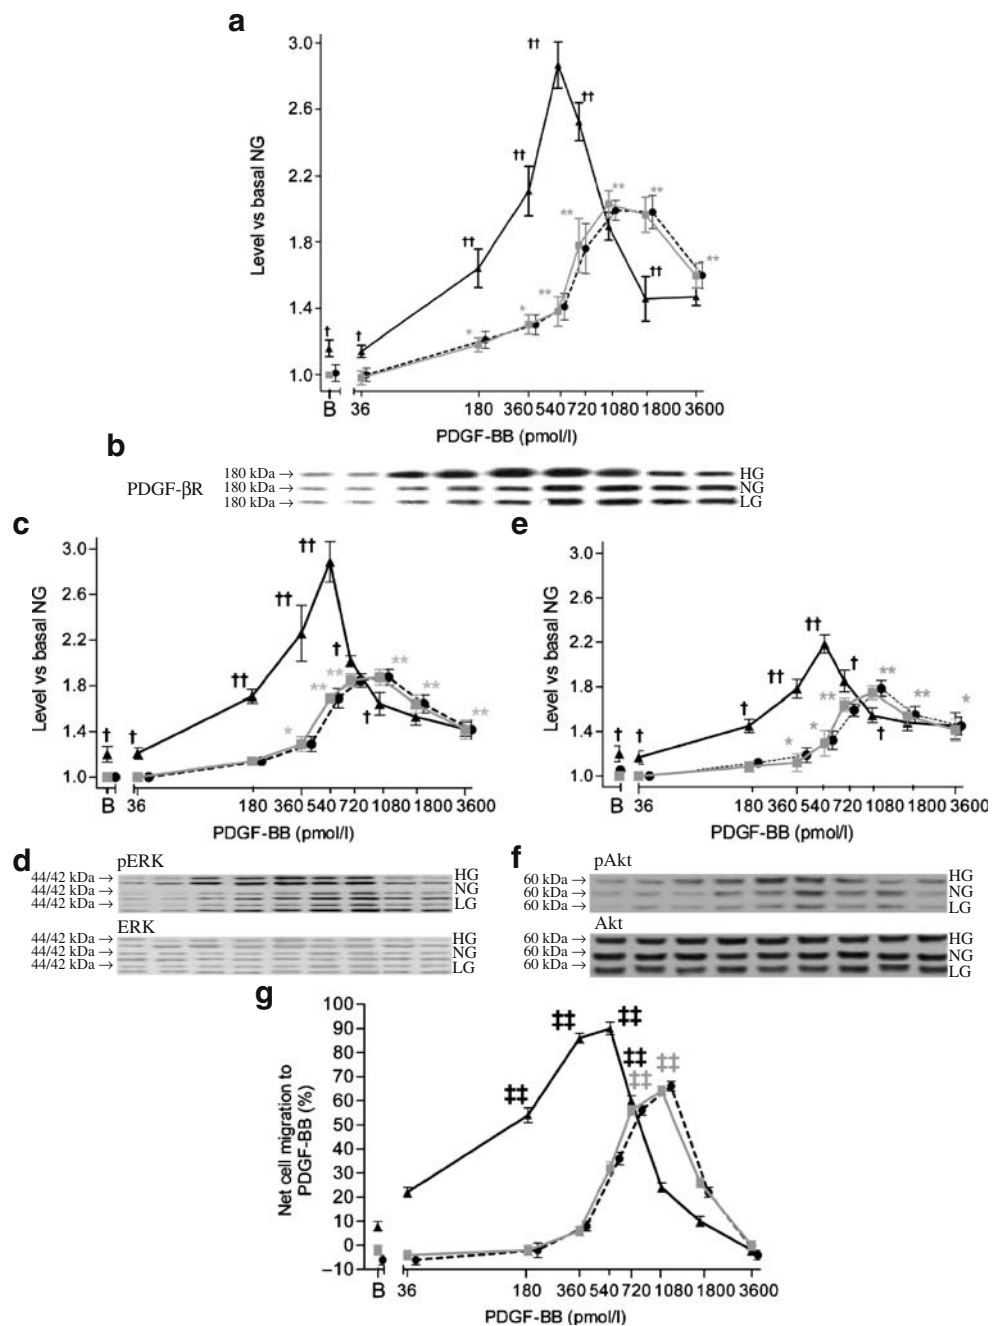 a
3.0
††
††
2.6
††
2.2
**
**
Level vs basal NG
††
**
1.8
††
**
**
1.4
*
†
†
*
1.0
B
36
180
360
540
720
1080
1800
3600
PDGF-BB (pmol/l)
b
180 kDa → HG
PDGF-βR
180 kDa → NG
180 kDa → LG
c
3.0
††
2.6
††
2.2
Level vs basal NG
††
†
**
**
**
1.8
†
**
*
†
†
1.4
1.0
B
36
180
360
540
720
1080
1800
3600
PDGF-BB (pmol/l)
e
3.0
2.6
2.2
††
Level vs basal NG
††
†
**
1.8
†
**
**
*
*
†
†
*
†
1.4
1.0
B
36
180
360
540
720
1080
1800
3600
PDGF-BB (pmol/l)
d
pERK
44/42 kDa → HG
44/42 kDa → NG
44/42 kDa → LG
ERK
44/42 kDa → HG
44/42 kDa → NG
44/42 kDa → LG
f
pAkt
60 kDa → HG
60 kDa → NG
60 kDa → LG
Akt
60 kDa → HG
60 kDa → NG
60 kDa → LG
g
100
90
80
70
60
50
40
30
20
10
0
–10
Net cell migration to
PDGF-BB (%)
‡‡
‡‡
‡‡
‡‡
‡‡
‡‡
B
36
180
360
540
720
1080
1800
3600
PDGF-BB (pmol/l)